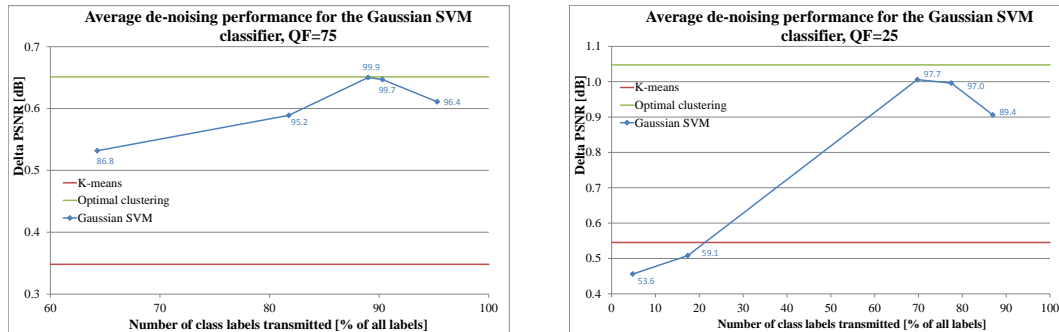 Average de-noising performance for the Gaussian SVM
classifier, QF=75
0.7
0.6
0.5
0.4
0.3
Delta PSNR [dB]
99.9
99.7
96.4
95.2
86.8
K-means
Optimal clustering
Gaussian SVM
60
70
80
90
100
Number of class labels transmitted [% of all labels]
Average de-noising performance for the Gaussian SVM
classifier, QF=25
1.1
1.0
0.9
0.8
0.7
0.6
0.5
0.4
Delta PSNR [dB]
97.7
97.0
89.4
K-means
Optimal clustering
Gaussian SVM
59.1
53.6
0
10
20
30
40
50
60
70
80
90
100
Number of class labels transmitted [% of all labels]